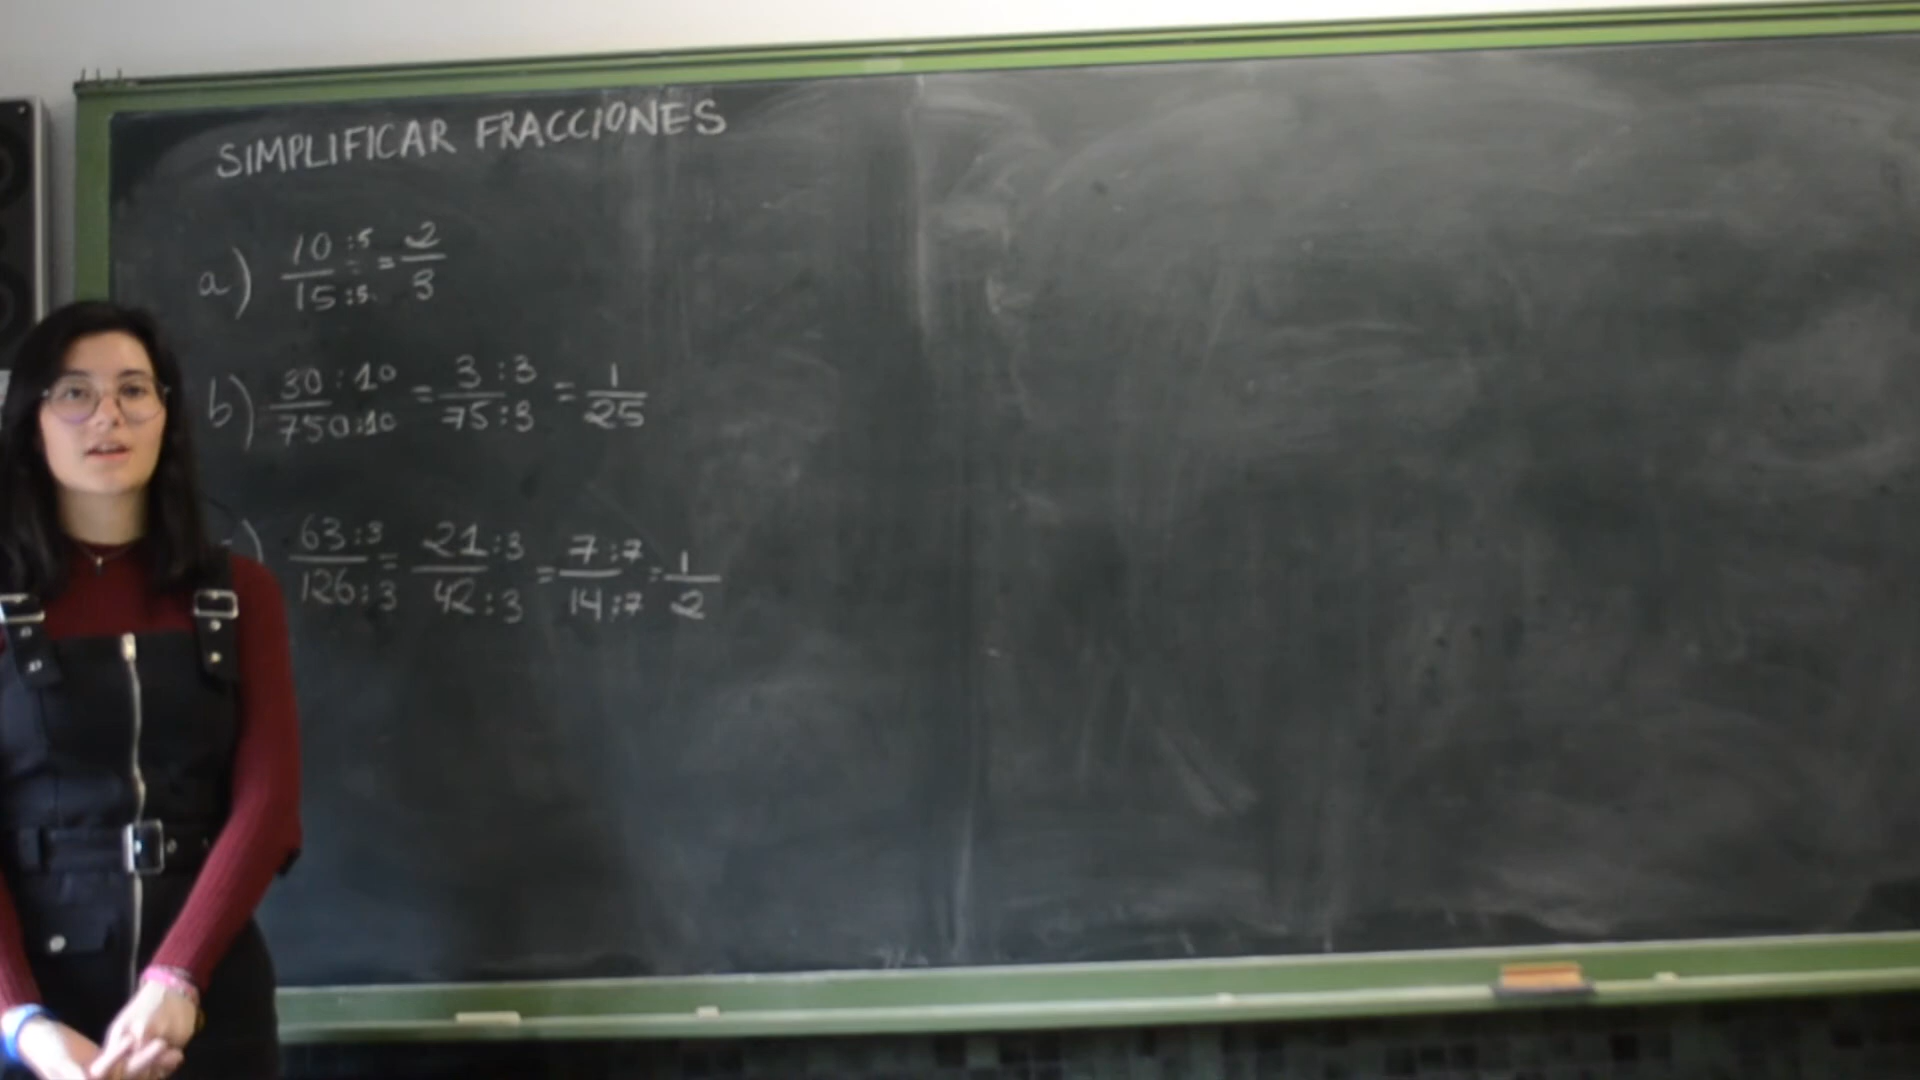 SIMPLIFICAR FRACCIONES
a) 10:5/15:5 = 2/3
b) 30:10/750:10 = 3:3/75:3 = 1/25
) 63:3/126:3 = 21:3/42:3 = 7:7/14:7 = 1/2